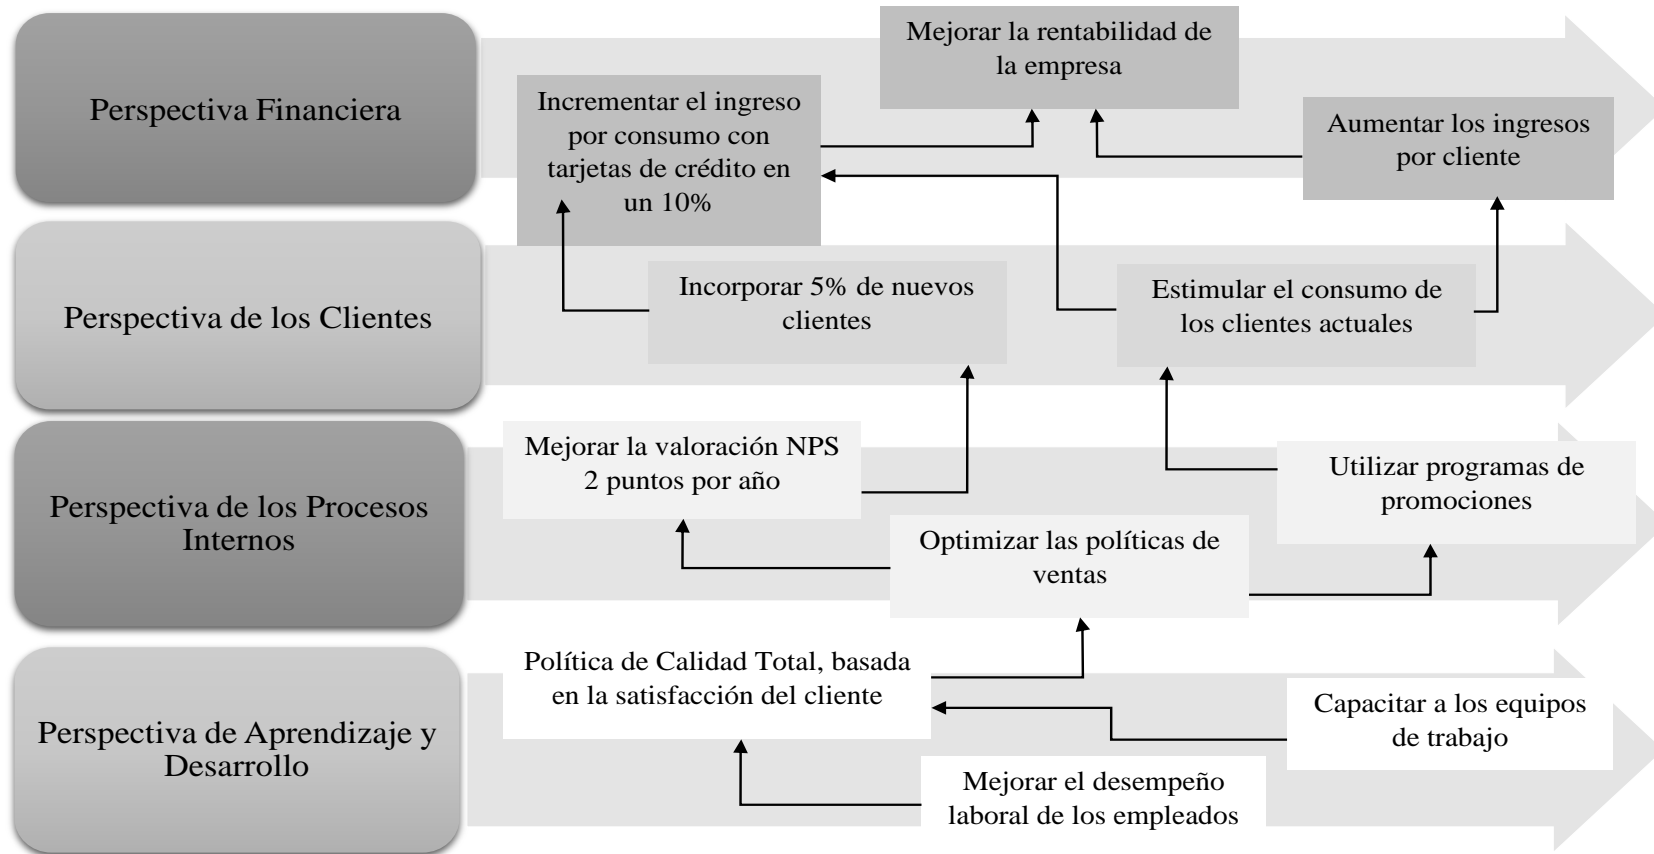 Perspectiva Financiera
Mejorar la rentabilidad de
la empresa
Incrementar el ingreso
por consumo con
tarjetas de crédito en
un 10%
Aumentar los ingresos
por cliente
Perspectiva de los Clientes
Incorporar 5% de nuevos
clientes
Estimular el consumo de
los clientes actuales
Perspectiva de los Procesos
Internos
Mejorar la valoración NPS
2 puntos por año
Optimizar las políticas de
ventas
Utilizar programas de
promociones
Perspectiva de Aprendizaje y
Desarrollo
Política de Calidad Total, basada
en la satisfacción del cliente
Capacitar a los equipos
de trabajo
Mejorar el desempeño
laboral de los empleados